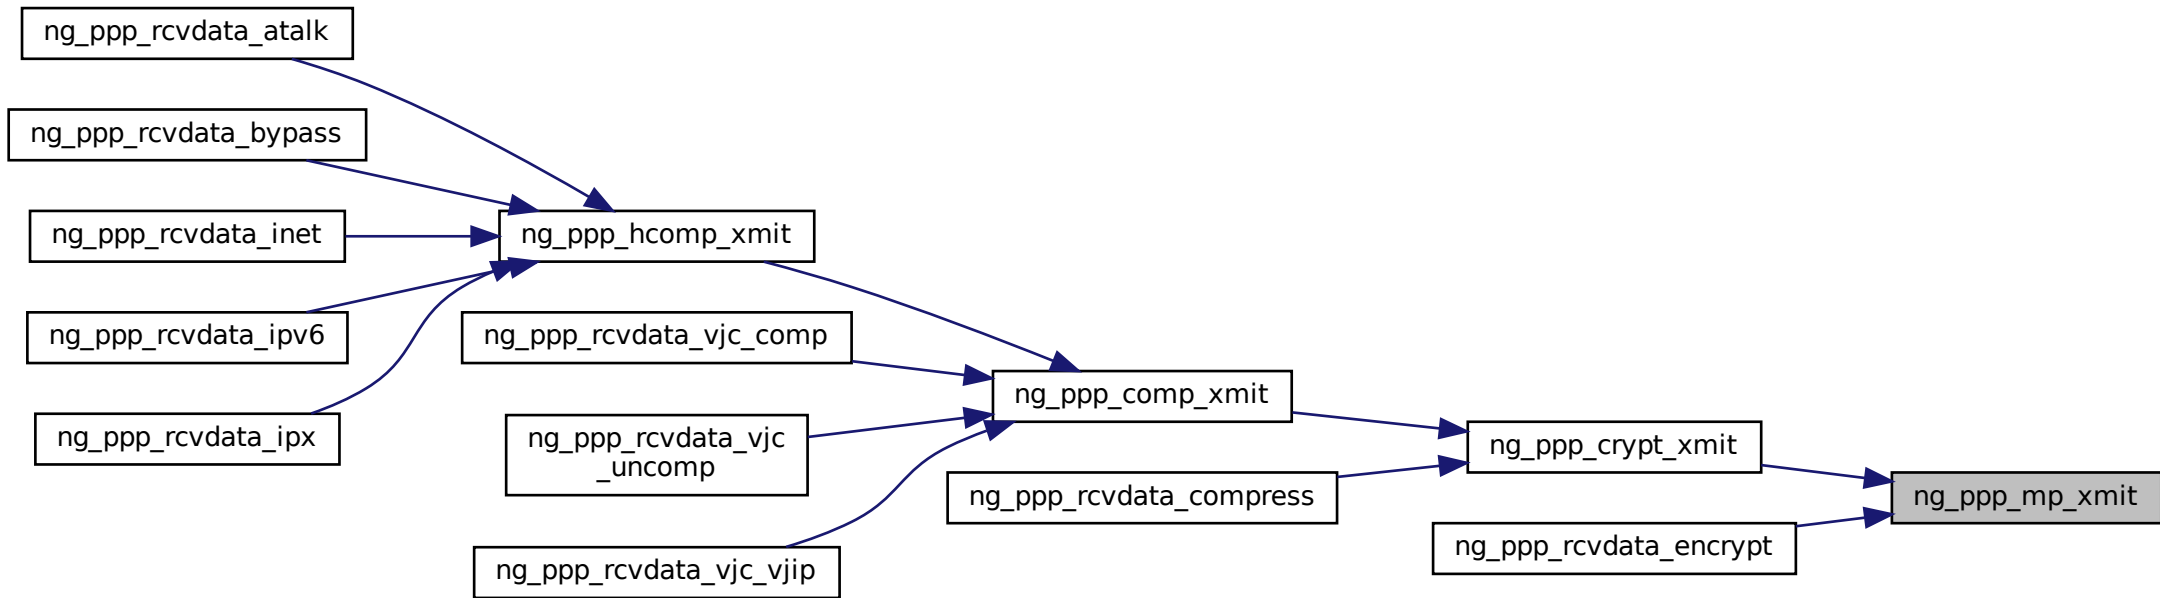 ng_ppp_rcvdata_atalk
ng_ppp_rcvdata_bypass
ng_ppp_rcvdata_inet
ng_ppp_hcomp_xmit
ng_ppp_rcvdata_ipv6
ng_ppp_rcvdata_vjc_comp
ng_ppp_comp_xmit
ng_ppp_rcvdata_ipx
ng_ppp_rcvdata_vjc
_uncomp
ng_ppp_crypt_xmit
ng_ppp_rcvdata_compress
ng_ppp_mp_xmit
ng_ppp_rcvdata_encrypt
ng_ppp_rcvdata_vjc_vjip